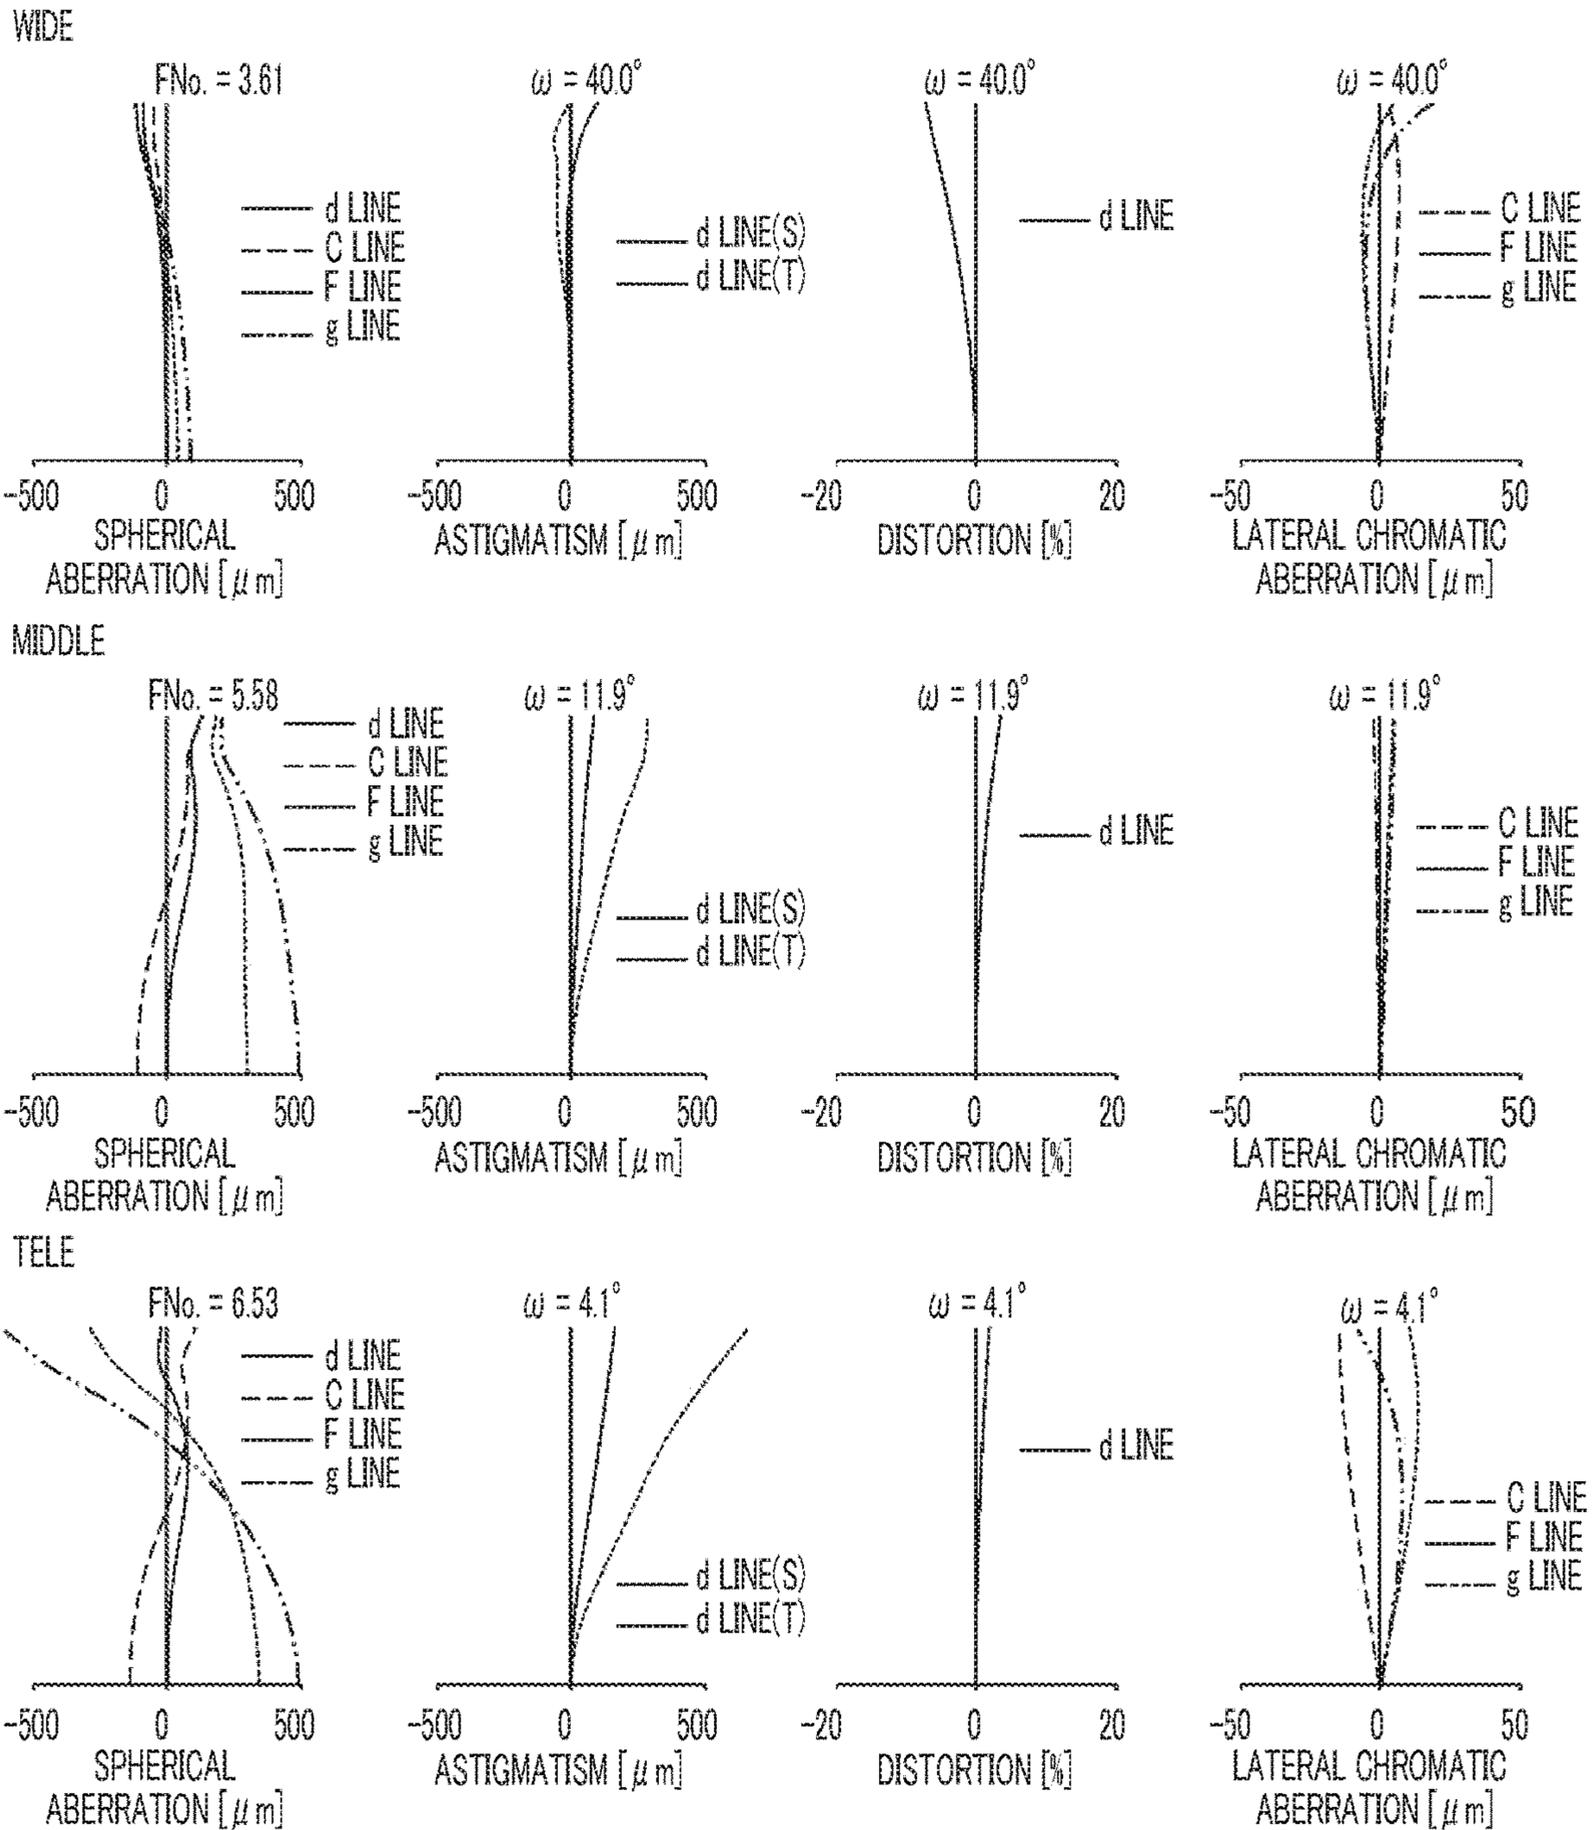 WIDE
FNo. = 3.61
ω = 40.0°
ω = 40.0°
ω = 40.0°
d LINE
C LINE
F LINE
g LINE
d LINE(S)
d LINE(T)
d LINE
C LINE
F LINE
g LINE
-500 0 500
-500 0 500
-20 0 20
-50 0 50
SPHERICAL
ABERRATION [μm]
ASTIGMATISM [μm]
DISTORTION [%]
LATERAL CHROMATIC
ABERRATION [μm]
MIDDLE
FNo. = 5.58
ω = 11.9°
ω = 11.9°
ω = 11.9°
d LINE
C LINE
F LINE
g LINE
d LINE(S)
d LINE(T)
d LINE
C LINE
F LINE
g LINE
-500 0 500
-500 0 500
-20 0 20
-50 0 50
SPHERICAL
ABERRATION [μm]
ASTIGMATISM [μm]
DISTORTION [%]
LATERAL CHROMATIC
ABERRATION [μm]
TELE
FNo. = 6.53
ω = 4.1°
ω = 4.1°
ω = 4.1°
d LINE
C LINE
F LINE
g LINE
d LINE(S)
d LINE(T)
d LINE
C LINE
F LINE
g LINE
-500 0 500
-500 0 500
-20 0 20
-50 0 50
SPHERICAL
ABERRATION [μm]
ASTIGMATISM [μm]
DISTORTION [%]
LATERAL CHROMATIC
ABERRATION [μm]